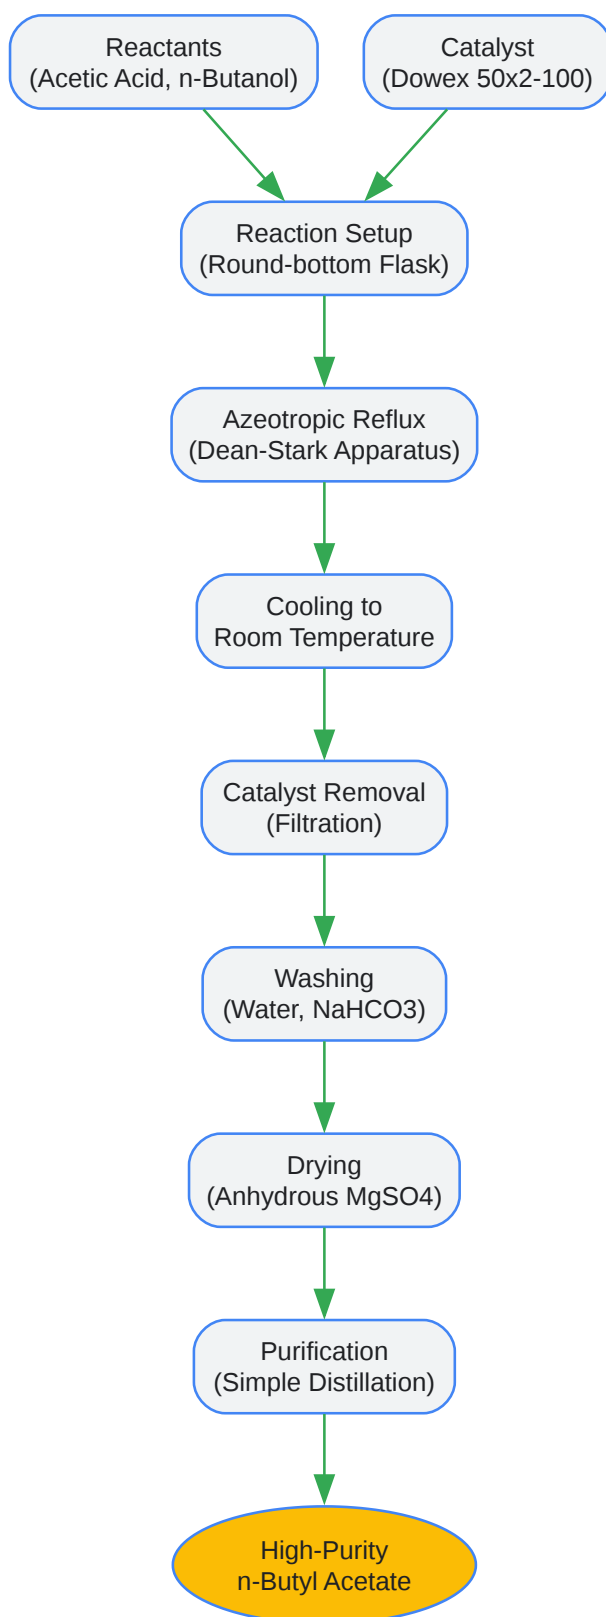 Reactants
(Acetic Acid, n-Butanol)
Catalyst
(Dowex 50x2-100)
Reaction Setup
(Round-bottom Flask)
Azeotropic Reflux
(Dean-Stark Apparatus)
Cooling to
Room Temperature
Catalyst Removal
(Filtration)
Washing
(Water, NaHCO3)
Drying
(Anhydrous MgSO4)
Purification
(Simple Distillation)
High-Purity
n-Butyl Acetate